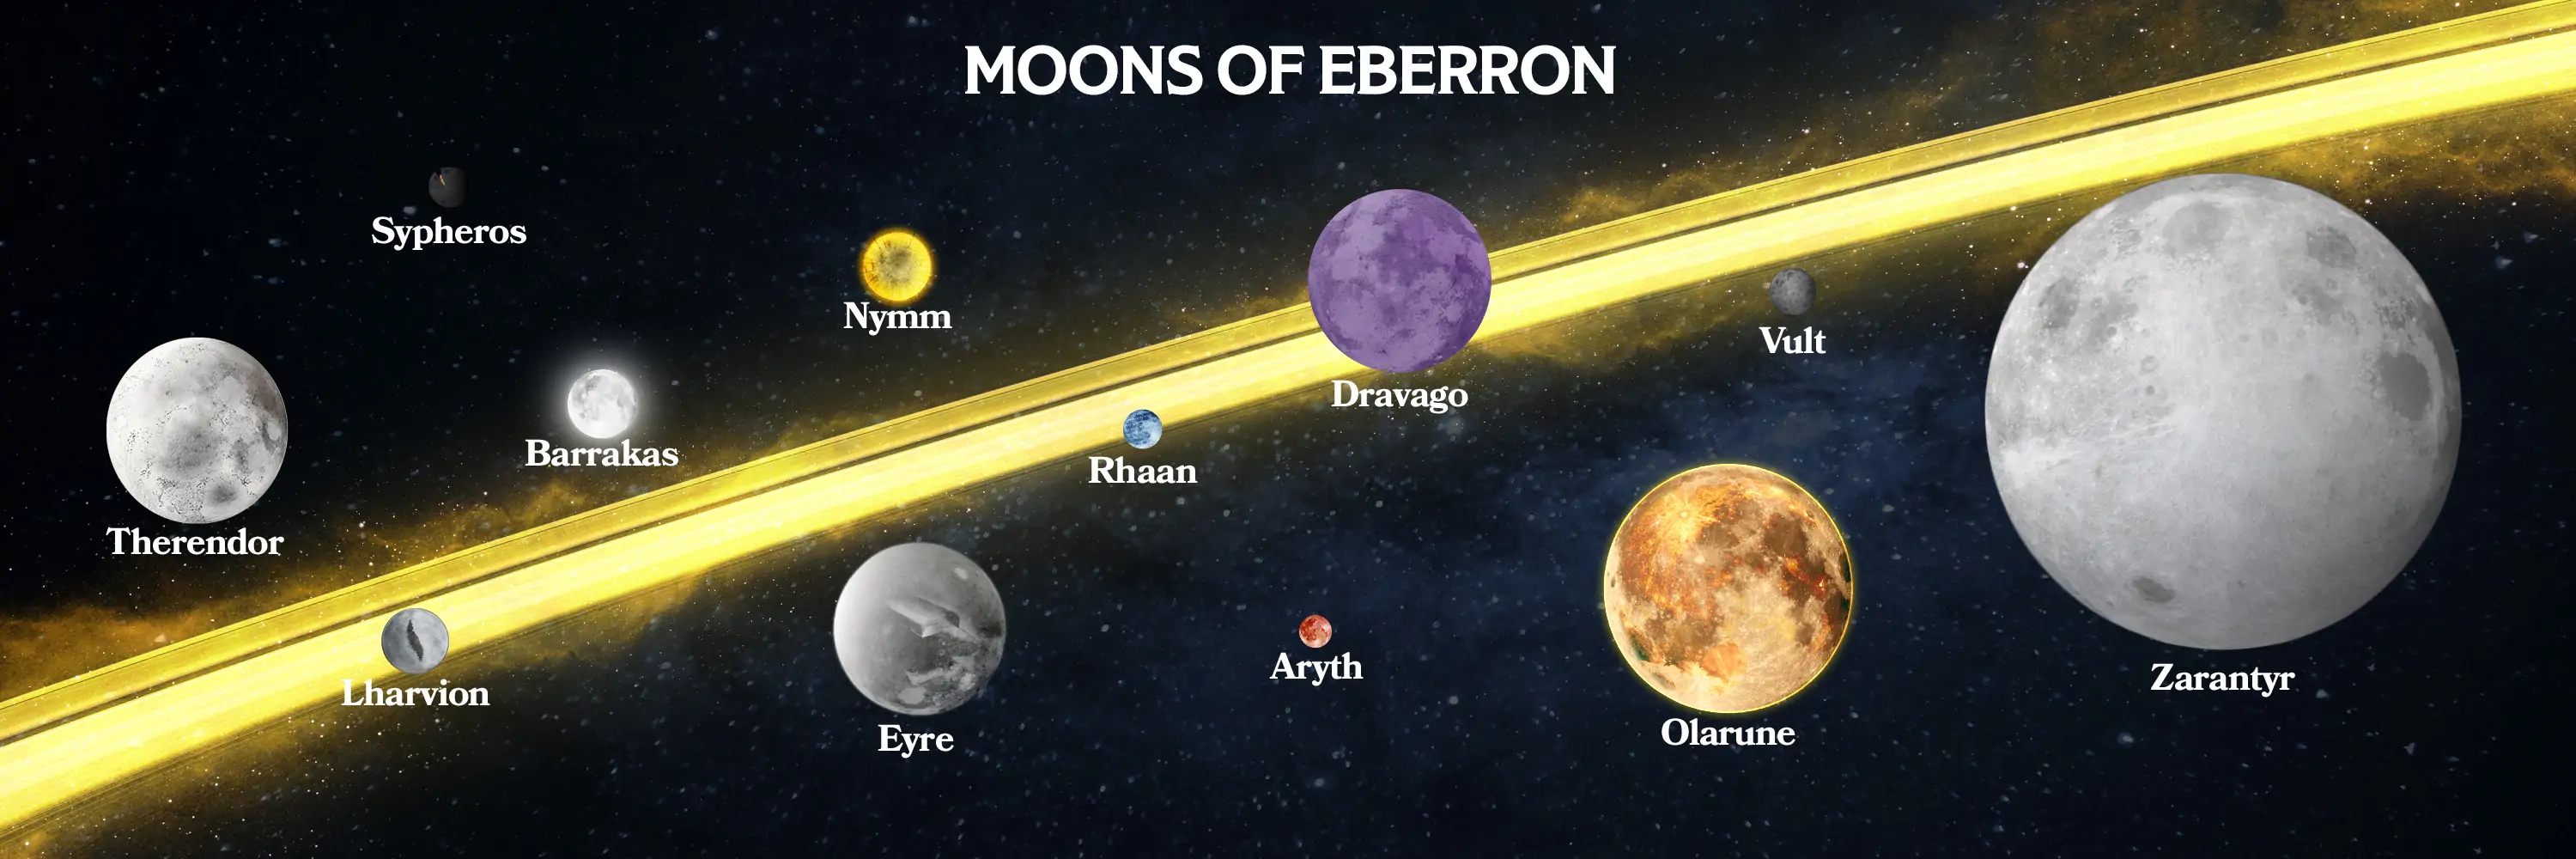 MOONS OF EBERRON
Sypheros
Nymm
Vult
Dravago
Barrakas
Rhaan
Therendor
Aryth
Zarantyr
Lharvion
Olarune
Eyre